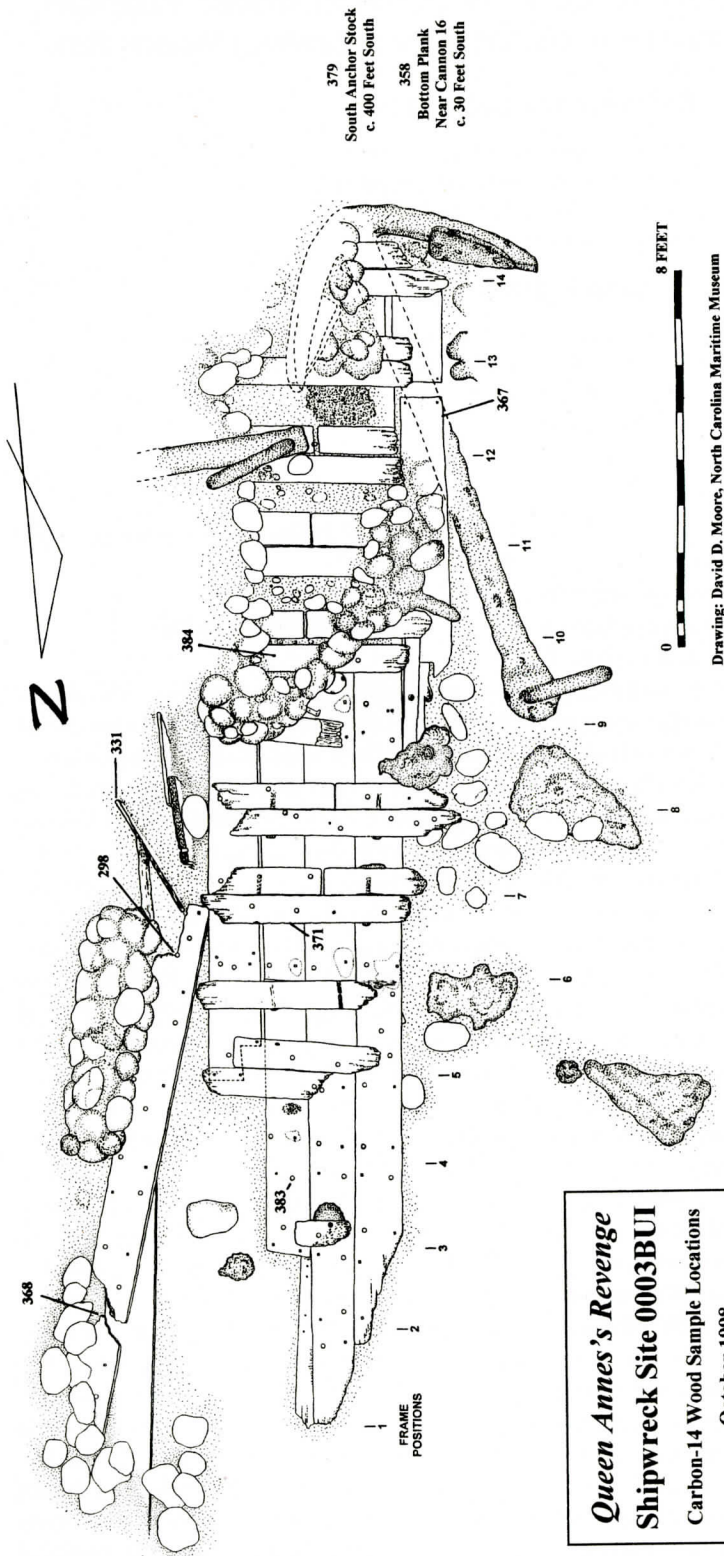 N
368
298
331
384
383
371
367
379
South Anchor Stock
c. 400 Feet South
358
Bottom Plank
Near Cannon 16
c. 30 Feet South
1
2
3
4
5
6
7
8
9
10
11
12
13
14
FRAME
POSITIONS
0
8 FEET
Drawing: David D. Moore, North Carolina Maritime Museum
Queen Annes's Revenge
Shipwreck Site 0003BUI
Carbon-14 Wood Sample Locations
October 1998